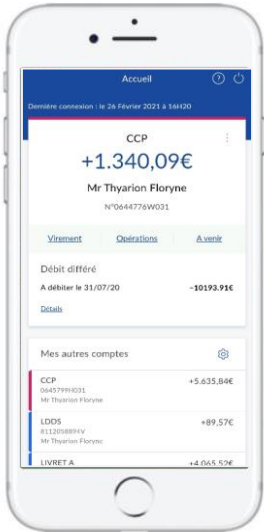 Accueil
Dernière connexion : le 26 Février 2021 à 16H20
CCP
+1.340,09€
Mr Thyarion Floryne
N°0644776W031
Virement Opérations A venir
Débit différé
A débiter le 31/07/20 -10193.91€
Détails
Mes autres comptes
CCP +5.635,84€
0645799H031
Mr Thyarion Floryne
LDDS +89,57€
8112058894V
Mr Thyarion Floryne
LIVRET A +4.065,52€